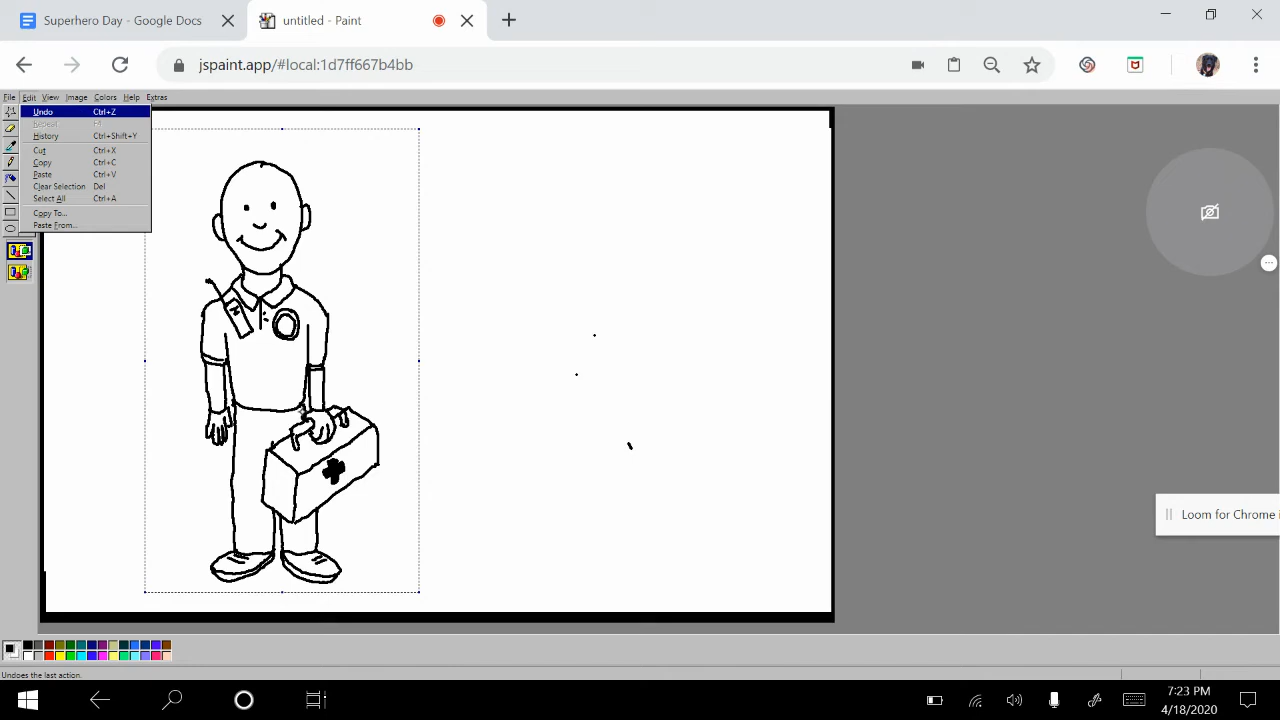 Superhero Day - Google Docs
untitled - Paint
jspaint.app/#local:1d7ff667b4bb
File Edit View Image Colors Help Extras
Undo Ctrl+Z
Repeat F4
History Ctrl+Shift+Y
Cut Ctrl+X
Copy Ctrl+C
Paste Ctrl+V
Clear Selection Del
Select All Ctrl+A
Copy To...
Paste From...
Loom for Chrome
Undoes the last action.
7:23 PM
4/18/2020